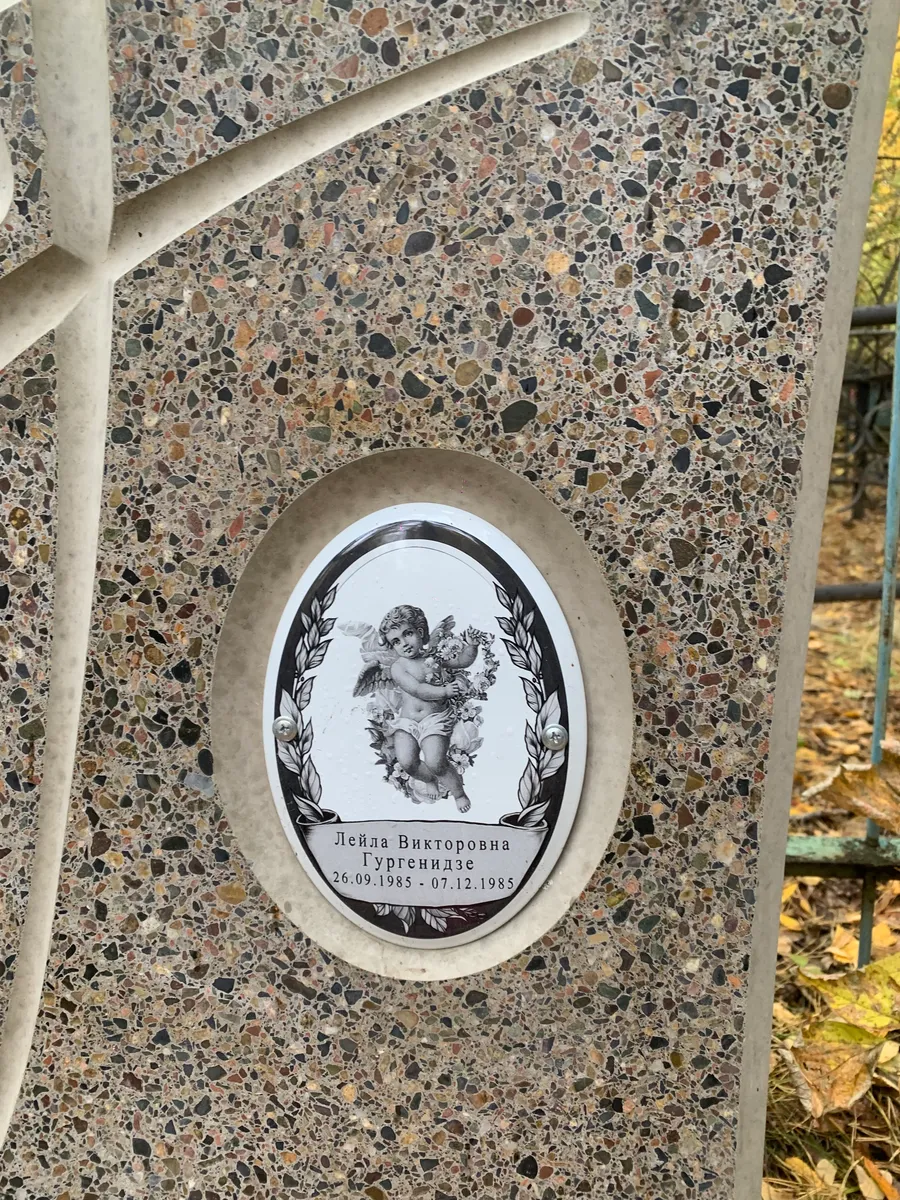 Лейла Викторовна
Гургенидзе
26.09.1985 - 07.12.1985